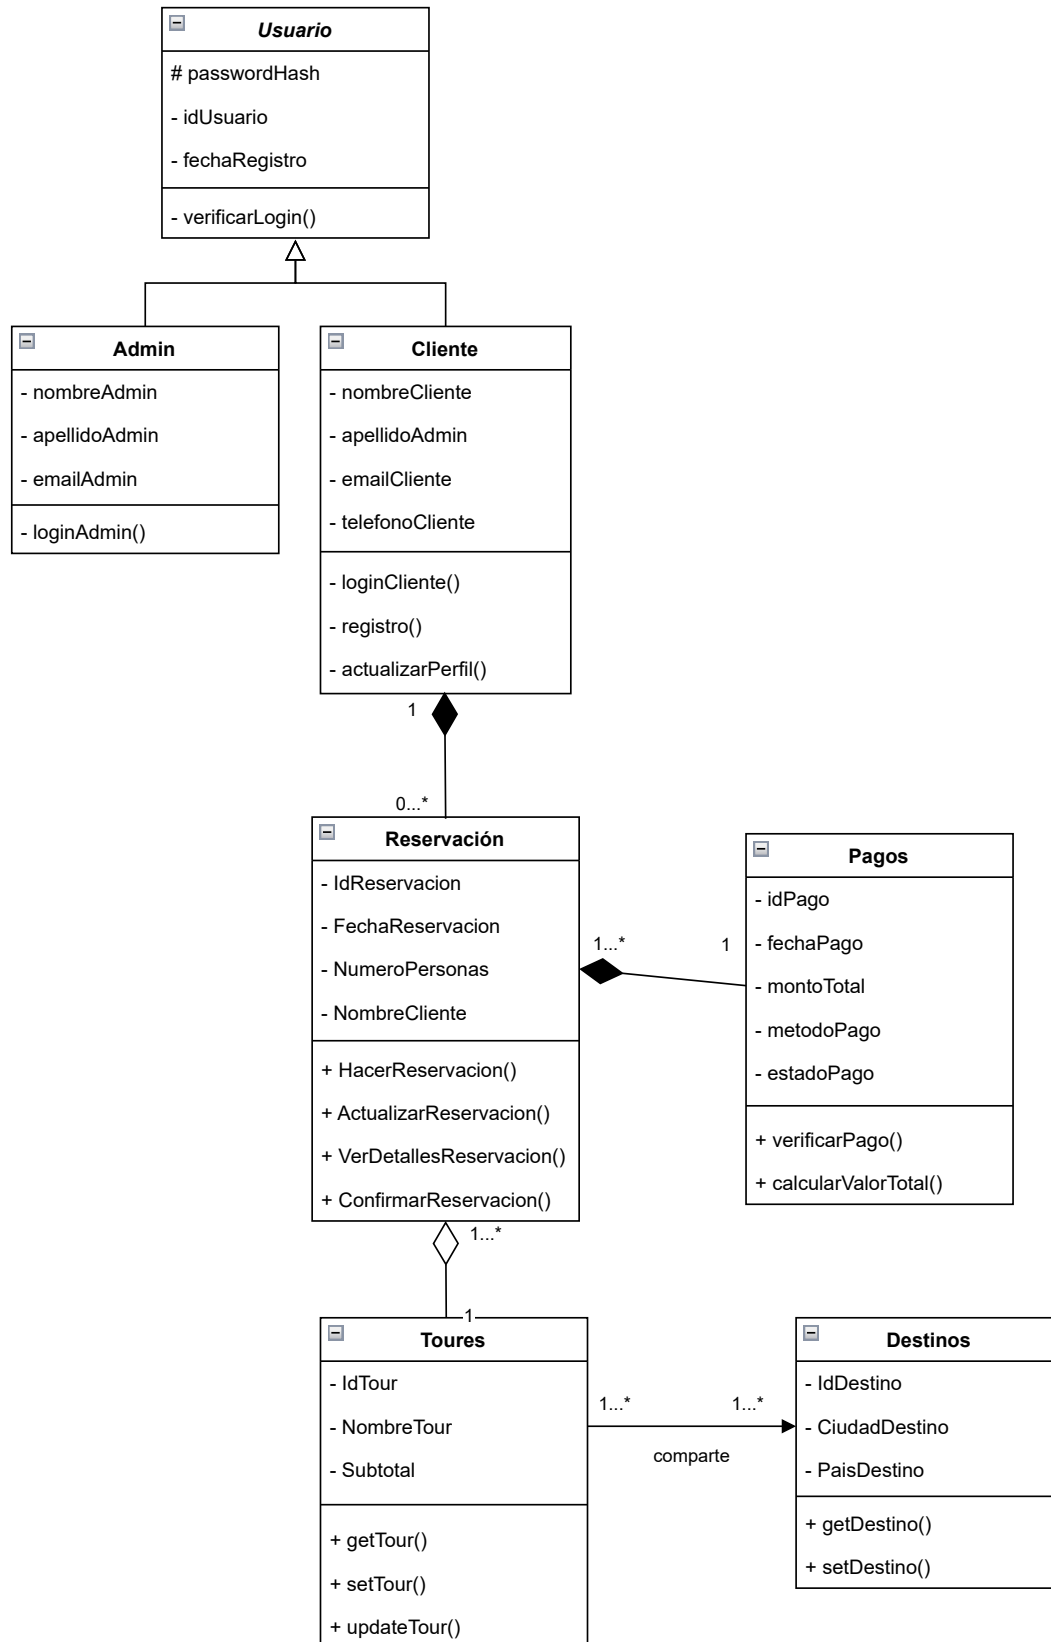 Usuario
# passwordHash
- idUsuario
- fechaRegistro
- verificarLogin()
Admin
- nombreAdmin
- apellidoAdmin
- emailAdmin
- loginAdmin()
Cliente
- nombreCliente
- apellidoAdmin
- emailCliente
- telefonoCliente
- loginCliente()
- registro()
- actualizarPerfil()
1
0...*
Reservación
- IdReservacion
- FechaReservacion
- NumeroPersonas
- NombreCliente
+ HacerReservacion()
+ ActualizarReservacion()
+ VerDetallesReservacion()
+ ConfirmarReservacion()
1...*
1
Pagos
- idPago
- fechaPago
- montoTotal
- metodoPago
- estadoPago
+ verificarPago()
+ calcularValorTotal()
1...*
1
Toures
- IdTour
- NombreTour
- Subtotal
+ getTour()
+ setTour()
+ updateTour()
1...*
1...*
comparte
Destinos
- IdDestino
- CiudadDestino
- PaisDestino
+ getDestino()
+ setDestino()